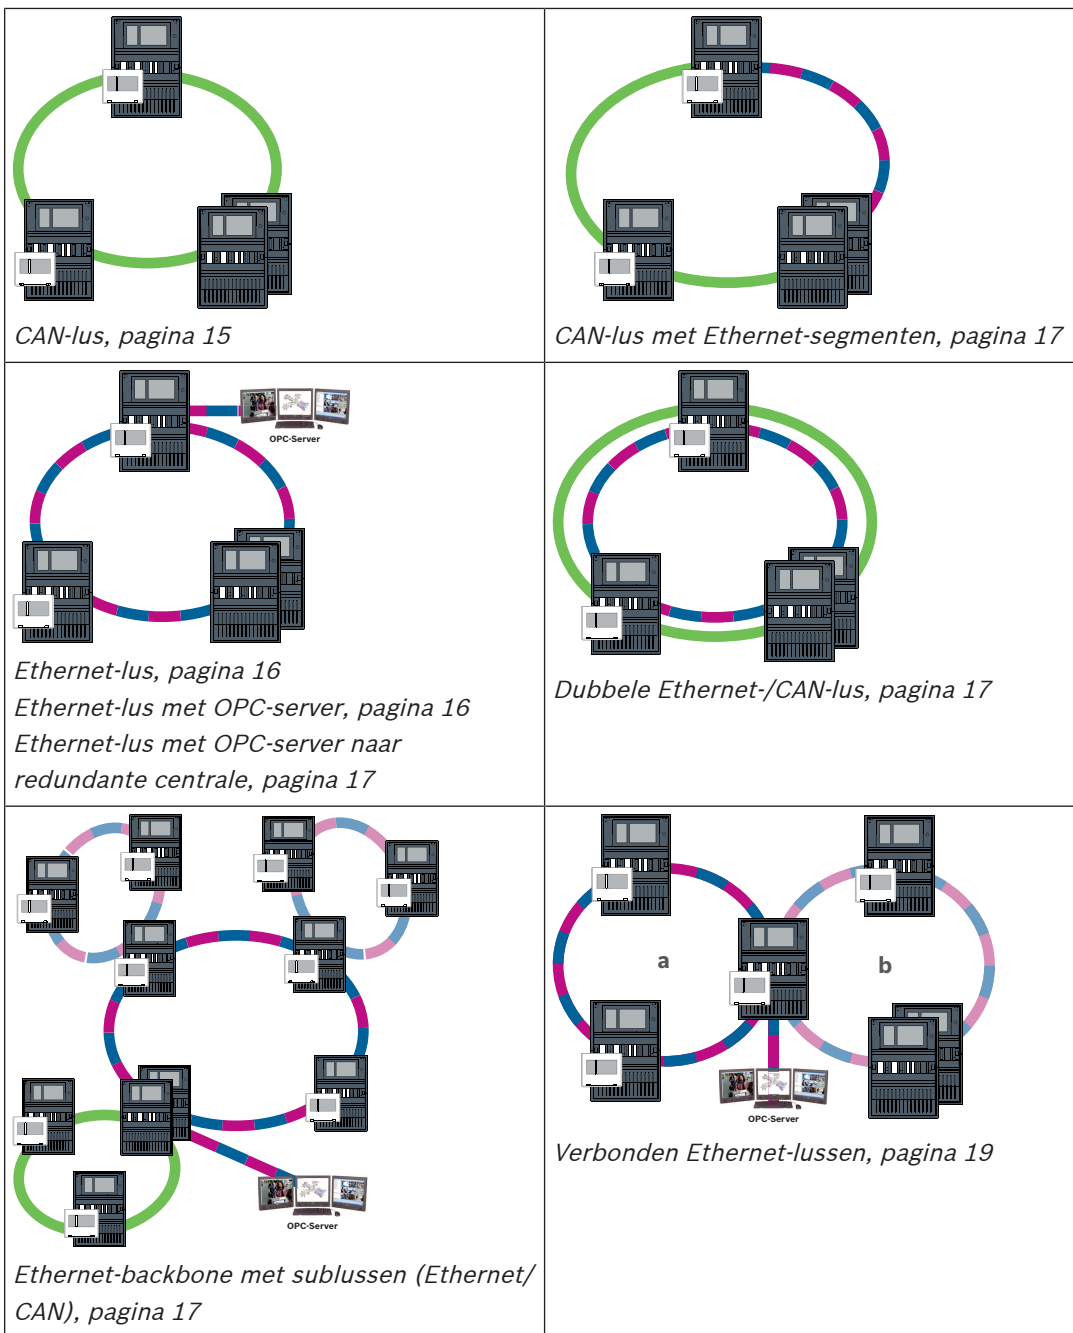 CAN-lus, pagina 15
CAN-lus met Ethernet-segmenten, pagina 17
OPC-Server
Ethernet-lus, pagina 16
Ethernet-lus met OPC-server, pagina 16
Ethernet-lus met OPC-server naar
redundante centrale, pagina 17
Dubbele Ethernet-/CAN-lus, pagina 17
OPC-Server
Ethernet-backbone met sublussen (Ethernet/
CAN), pagina 17
a
b
OPC-Server
Verbonden Ethernet-lussen, pagina 19